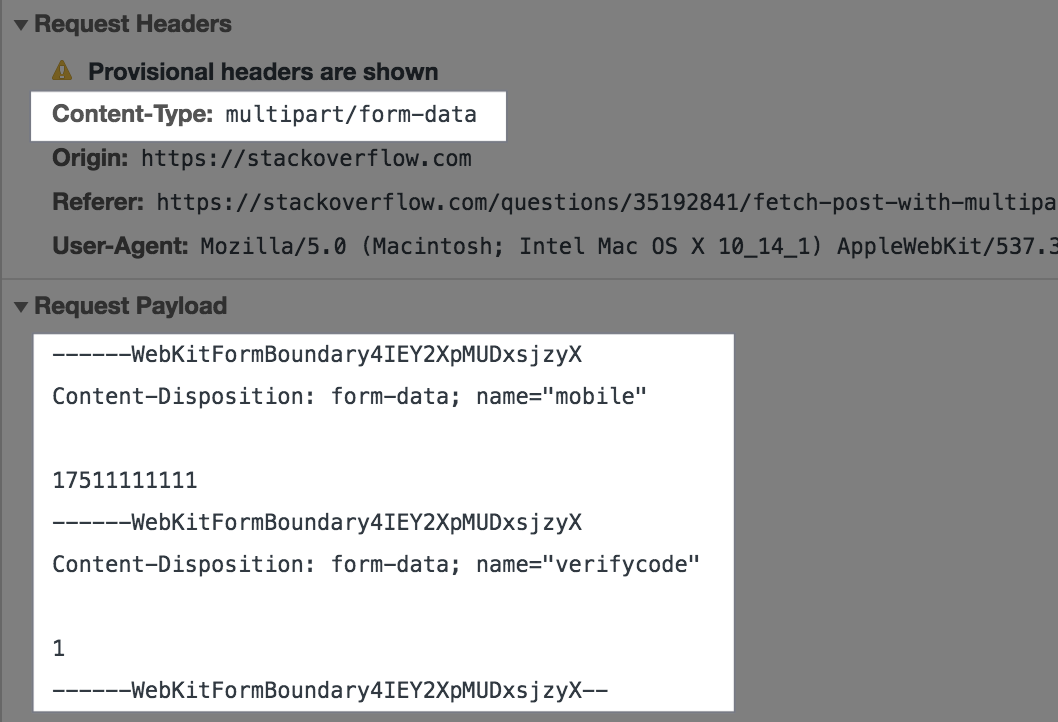 Request Headers
Provisional headers are shown
Content-Type: multipart/form-data
Origin: https://stackoverflow.com
Referer: https://stackoverflow.com/questions/35192841/fetch-post-with-multipa
User-Agent: Mozilla/5.0 (Macintosh; Intel Mac OS X 10_14_1) AppleWebKit/537.3
Request Payload
------WebKitFormBoundary4IEY2XpMUDxsjzyX
Content-Disposition: form-data; name="mobile"
17511111111
------WebKitFormBoundary4IEY2XpMUDxsjzyX
Content-Disposition: form-data; name="verifycode"
1
------WebKitFormBoundary4IEY2XpMUDxsjzyX--